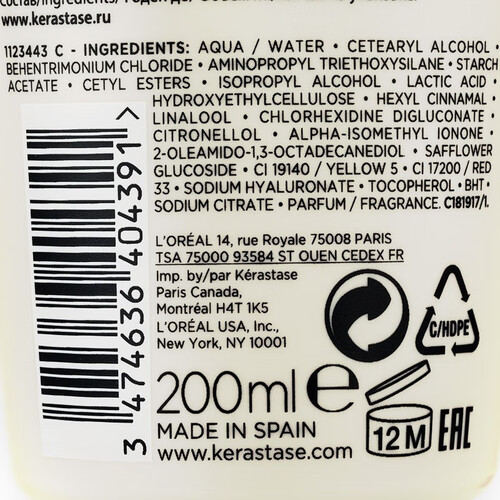 www.kerastase.ru
1123443 C - INGREDIENTS: AQUA / WATER • CETEARYL ALCOHOL •
BEHENTRIMONIUM CHLORIDE • AMINOPROPYL TRIETHOXYSILANE • STARCH
ACETATE • CETYL ESTERS • ISOPROPYL ALCOHOL • LACTIC ACID •
HYDROXYETHYLCELLULOSE • HEXYL CINNAMAL •
LINALOOL • CHLORHEXIDINE DIGLUCONATE •
CITRONELLOL • ALPHA-ISOMETHYL IONONE •
2-OLEAMIDO-1,3-OCTADECANEDIOL • SAFFLOWER
GLUCOSIDE • CI 19140 / YELLOW 5 • CI 17200 / RED
33 • SODIUM HYALURONATE • TOCOPHEROL • BHT •
SODIUM CITRATE • PARFUM / FRAGRANCE. C181917/1.
3 474636 404391 >
L'ORÉAL 14, rue Royale 75008 PARIS
TSA 75000 93584 ST OUEN CEDEX FR
Imp. by/par Kérastase
Paris Canada,
Montréal H4T 1K5
L'ORÉAL USA, Inc.,
New York, NY 10001
C/HDPE
200ml e
12 M
EAC
MADE IN SPAIN
www.kerastase.com